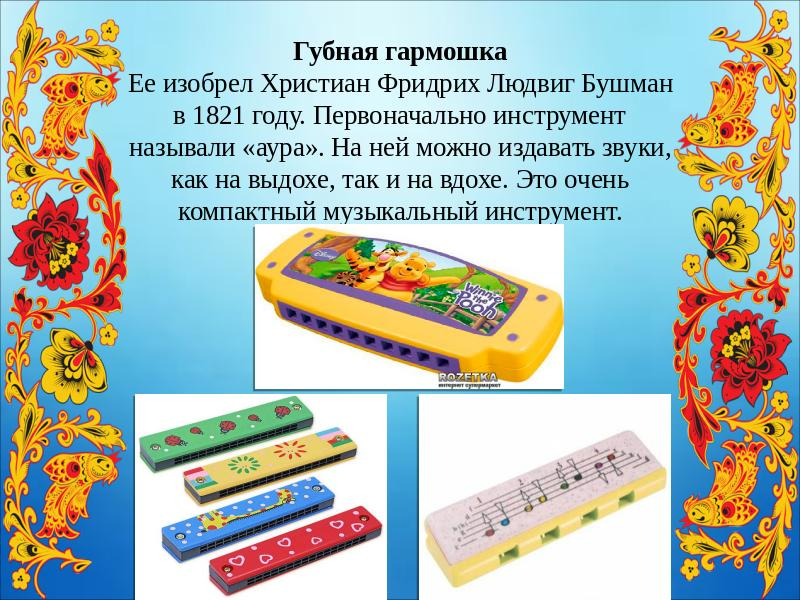 Губная гармошка
Ее изобрел Христиан Фридрих Людвиг Бушман
в 1821 году. Первоначально инструмент
называли «аура». На ней можно издавать звуки,
как на выдохе, так и на вдохе. Это очень
компактный музыкальный инструмент.
Disney
Winnie
the
Pooh
ROZETKA
интернет супермаркет